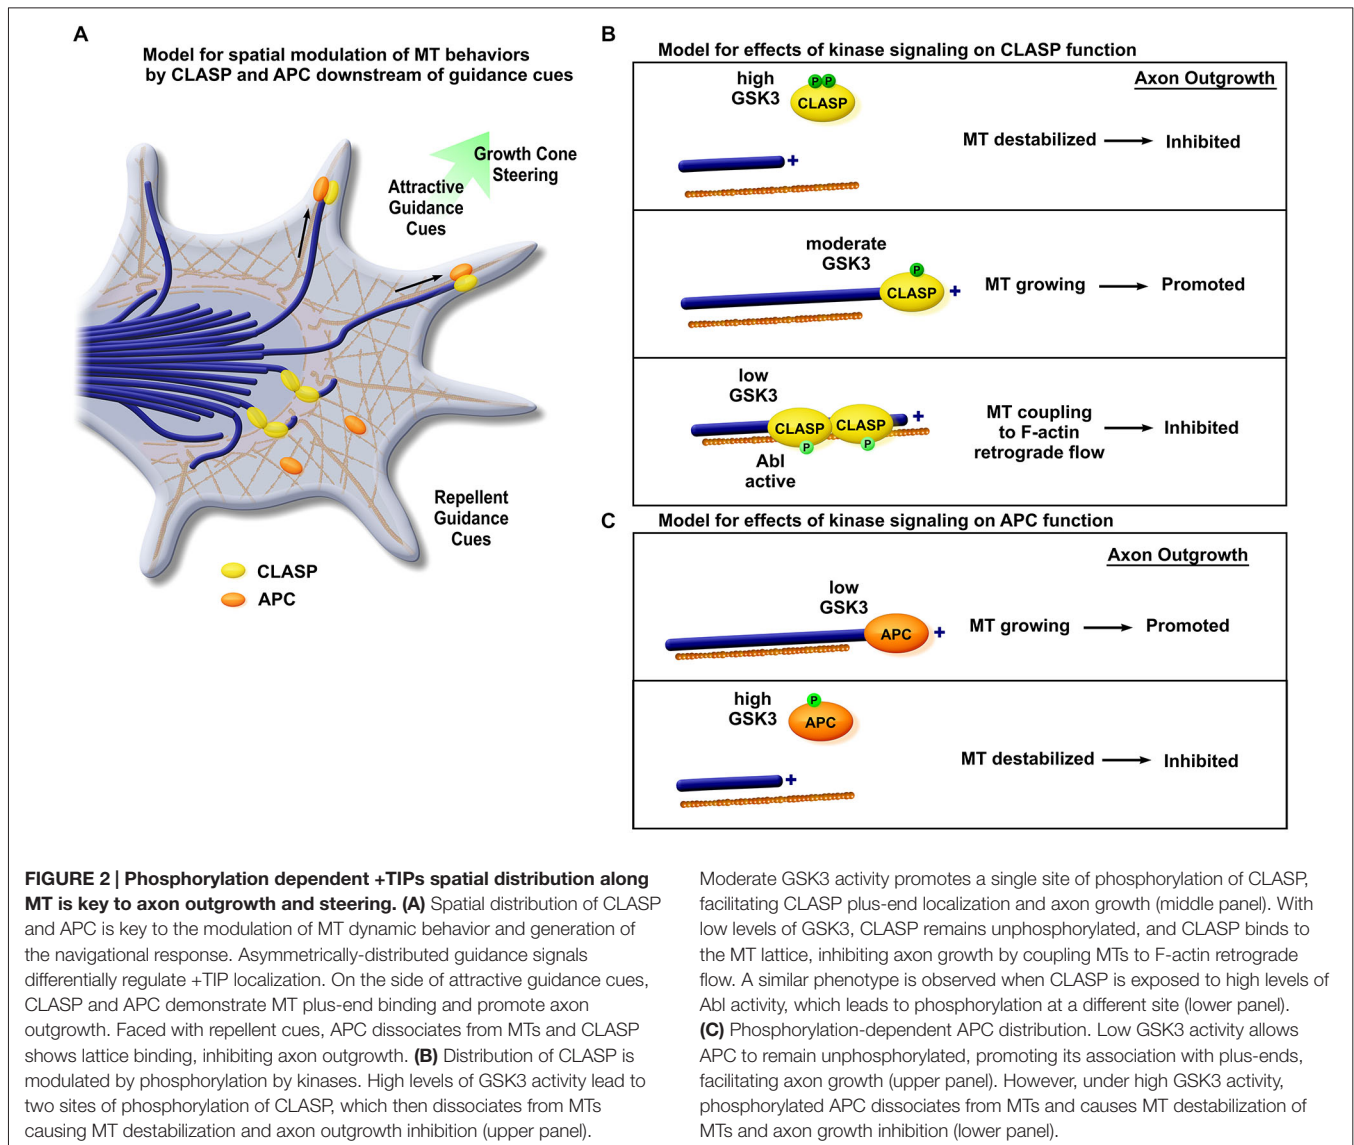 A
Model for spatial modulation of MT behaviors
by CLASP and APC downstream of guidance cues
Growth Cone
Steering
Attractive
Guidance
Cues
Repellent
Guidance
Cues
CLASP
APC
B
Model for effects of kinase signaling on CLASP function
high
GSK3
P P
CLASP
+
Axon Outgrowth
MT destabilized
Inhibited
moderate
GSK3
P
CLASP
+
MT growing
Promoted
low
GSK3
CLASP
CLASP
P
P
+
Abl
active
MT coupling
to F-actin
retrograde flow
Inhibited
C
Model for effects of kinase signaling on APC function
Axon Outgrowth
low
GSK3
APC
+
MT growing
Promoted
high
GSK3
P
APC
+
MT destabilized
Inhibited
FIGURE 2 | Phosphorylation dependent +TIPs spatial distribution along
MT is key to axon outgrowth and steering. (A) Spatial distribution of CLASP
and APC is key to the modulation of MT dynamic behavior and generation of
the navigational response. Asymmetrically-distributed guidance signals
differentially regulate +TIP localization. On the side of attractive guidance cues,
CLASP and APC demonstrate MT plus-end binding and promote axon
outgrowth. Faced with repellent cues, APC dissociates from MTs and CLASP
shows lattice binding, inhibiting axon outgrowth. (B) Distribution of CLASP is
modulated by phosphorylation by kinases. High levels of GSK3 activity lead to
two sites of phosphorylation of CLASP, which then dissociates from MTs
causing MT destabilization and axon outgrowth inhibition (upper panel).
Moderate GSK3 activity promotes a single site of phosphorylation of CLASP,
facilitating CLASP plus-end localization and axon growth (middle panel). With
low levels of GSK3, CLASP remains unphosphorylated, and CLASP binds to
the MT lattice, inhibiting axon growth by coupling MTs to F-actin retrograde
flow. A similar phenotype is observed when CLASP is exposed to high levels of
Abl activity, which leads to phosphorylation at a different site (lower panel).
(C) Phosphorylation-dependent APC distribution. Low GSK3 activity allows
APC to remain unphosphorylated, promoting its association with plus-ends,
facilitating axon growth (upper panel). However, under high GSK3 activity,
phosphorylated APC dissociates from MTs and causes MT destabilization of
MTs and axon growth inhibition (lower panel).